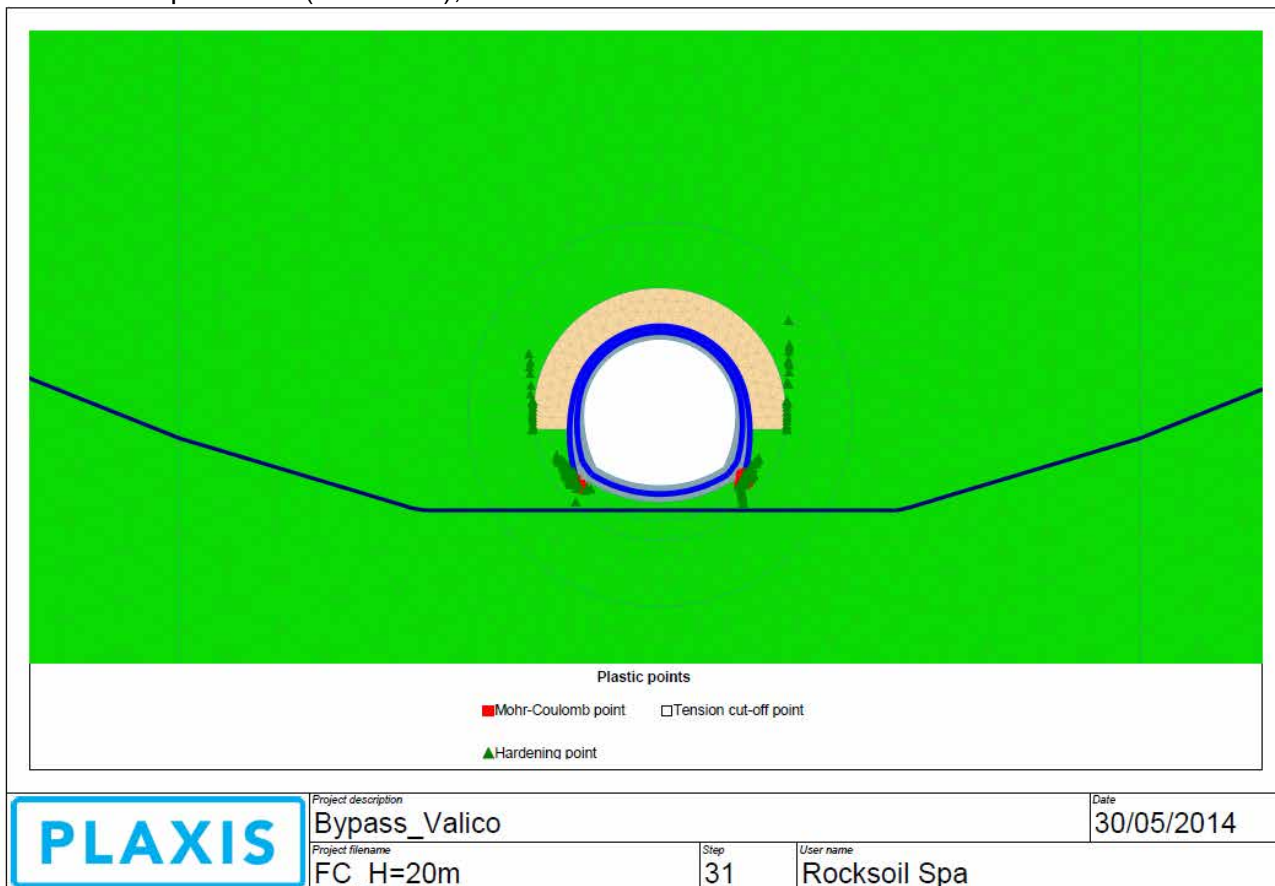 Plastic points
Mohr-Coulomb point Tension cut-off point
Hardening point
PLAXIS
Project description
Bypass_Valico
Date
30/05/2014
Project filename
FC H=20m
Step
31
User name
Rocksoil Spa